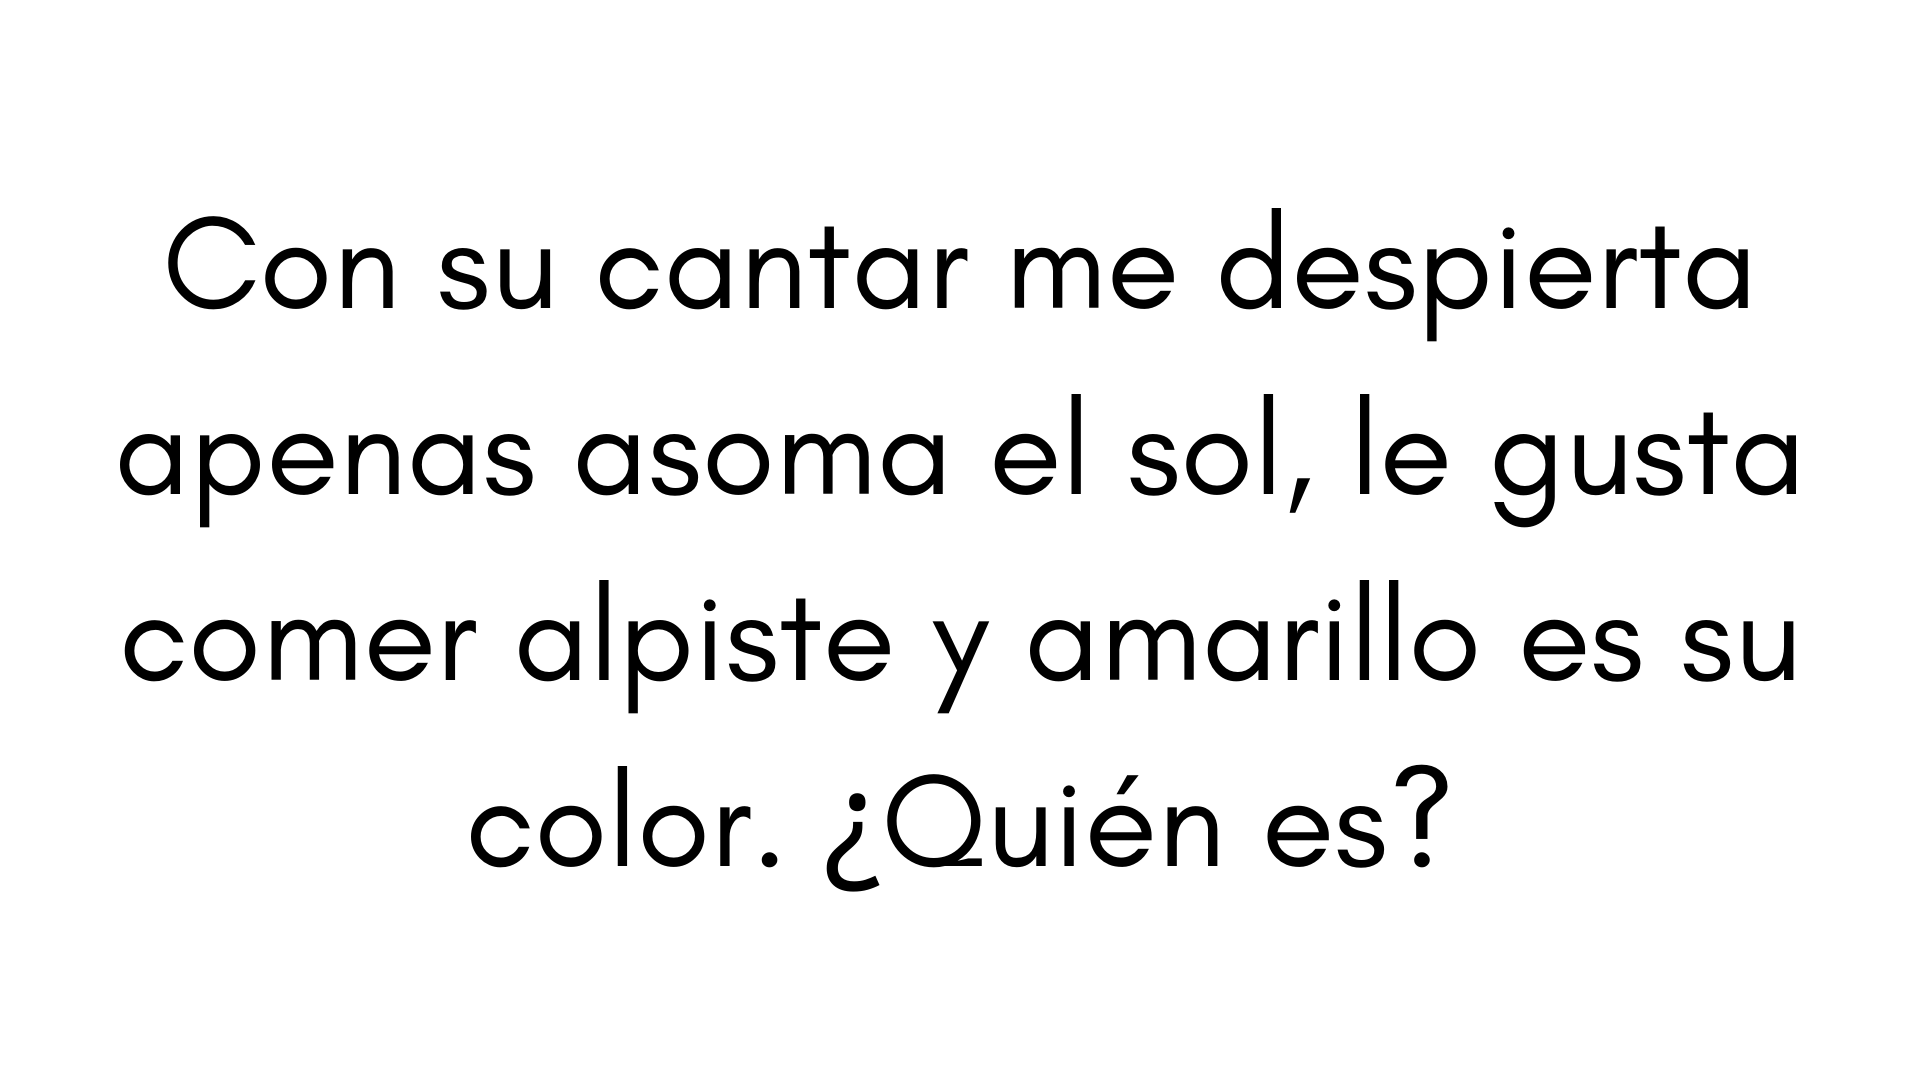 Con su cantar me despierta
apenas asoma el sol, le gusta
comer alpiste y amarillo es su
color. ¿Quién es?